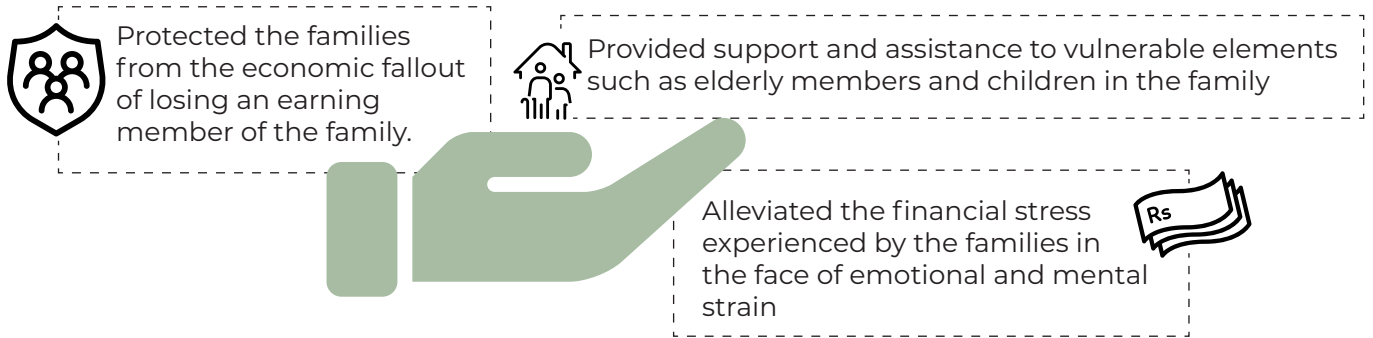 Protected the families
from the economic fallout
of losing an earning
member of the family.
Provided support and assistance to vulnerable elements
such as elderly members and children in the family
Alleviated the financial stress
experienced by the families in
the face of emotional and mental
strain
Rs